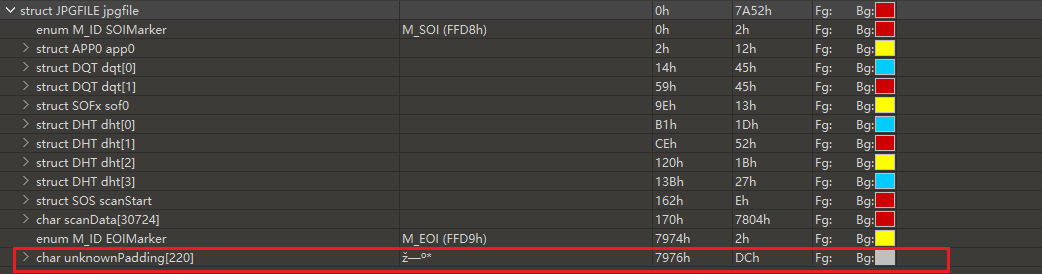 struct JPGFILE jpgfile 0h 7A52h Fg: Bg:
enum M_ID SOIMarker M_SOI (FFD8h) 0h 2h Fg: Bg:
struct APP0 app0 2h 12h Fg: Bg:
struct DQT dqt[0] 14h 45h Fg: Bg:
struct DQT dqt[1] 59h 45h Fg: Bg:
struct SOFx sof0 9Eh 13h Fg: Bg:
struct DHT dht[0] B1h 1Dh Fg: Bg:
struct DHT dht[1] CEh 52h Fg: Bg:
struct DHT dht[2] 120h 1Bh Fg: Bg:
struct DHT dht[3] 13Bh 27h Fg: Bg:
struct SOS scanStart 162h Eh Fg: Bg:
char scanData[30724] 170h 7804h Fg: Bg:
enum M_ID EOIMarker M_EOI (FFD9h) 7974h 2h Fg: Bg:
char unknownPadding[220] ž—º* 7976h DCh Fg: Bg: